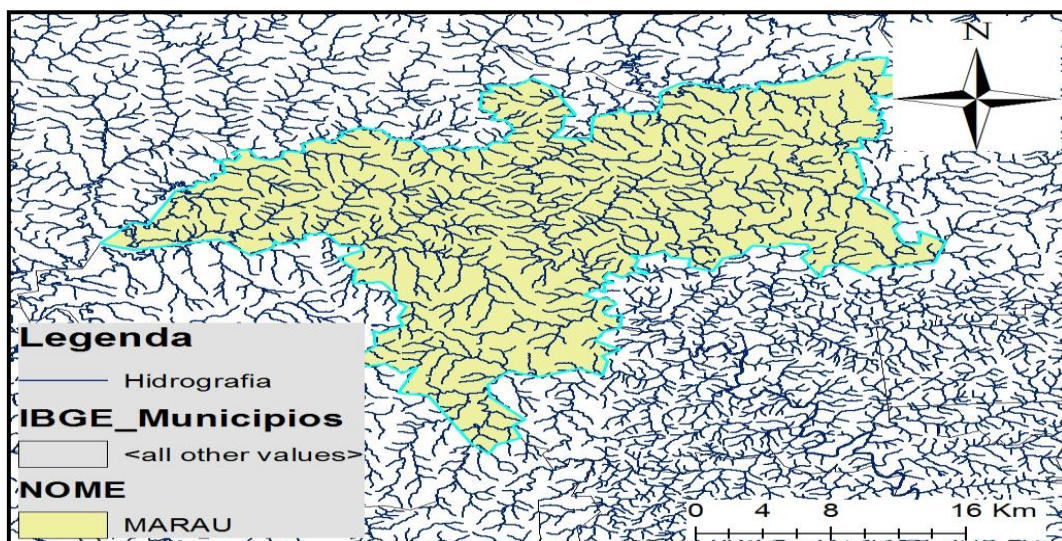 N
Legenda
Hidrografia
IBGE_Municipios
<all other values>
NOME
MARAU
0 4 8 16 Km